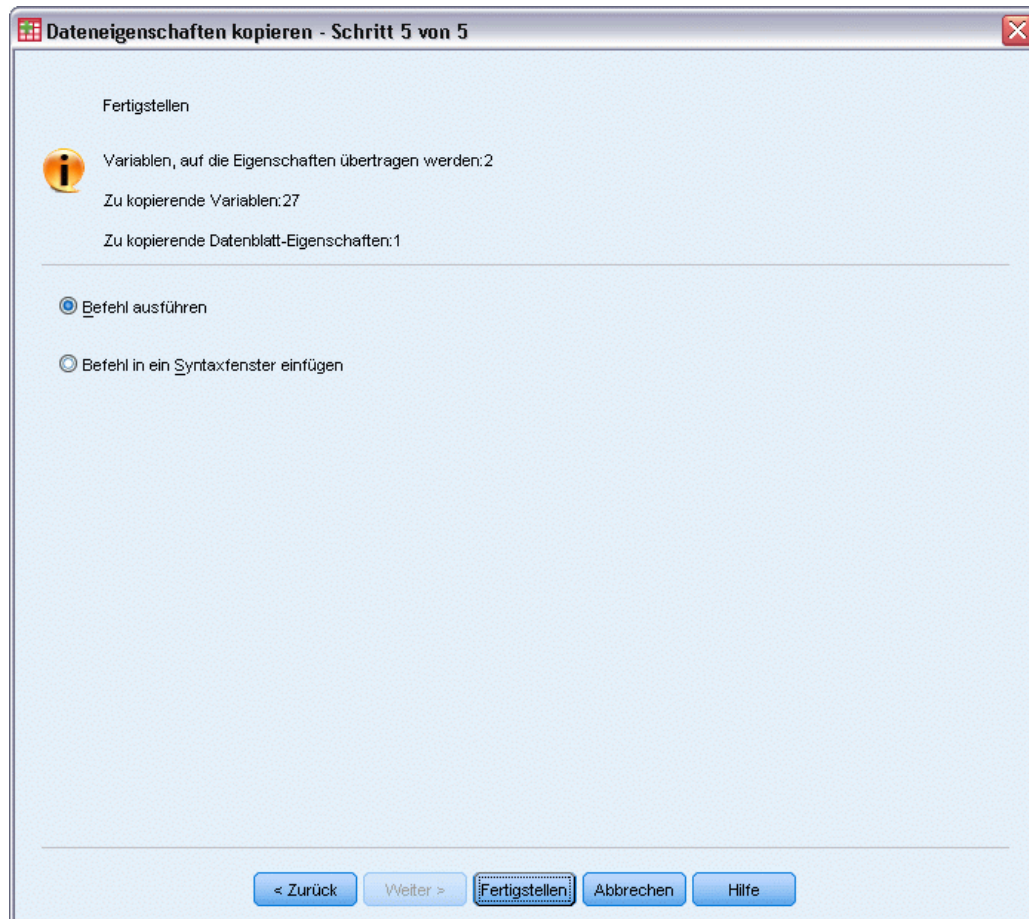 Dateneigenschaften kopieren - Schritt 5 von 5
Fertigstellen
Variablen, auf die Eigenschaften übertragen werden:2
Zu kopierende Variablen:27
Zu kopierende Datenblatt-Eigenschaften:1
Befehl ausführen
Befehl in ein Syntaxfenster einfügen
< Zurück Weiter > Fertigstellen Abbrechen Hilfe